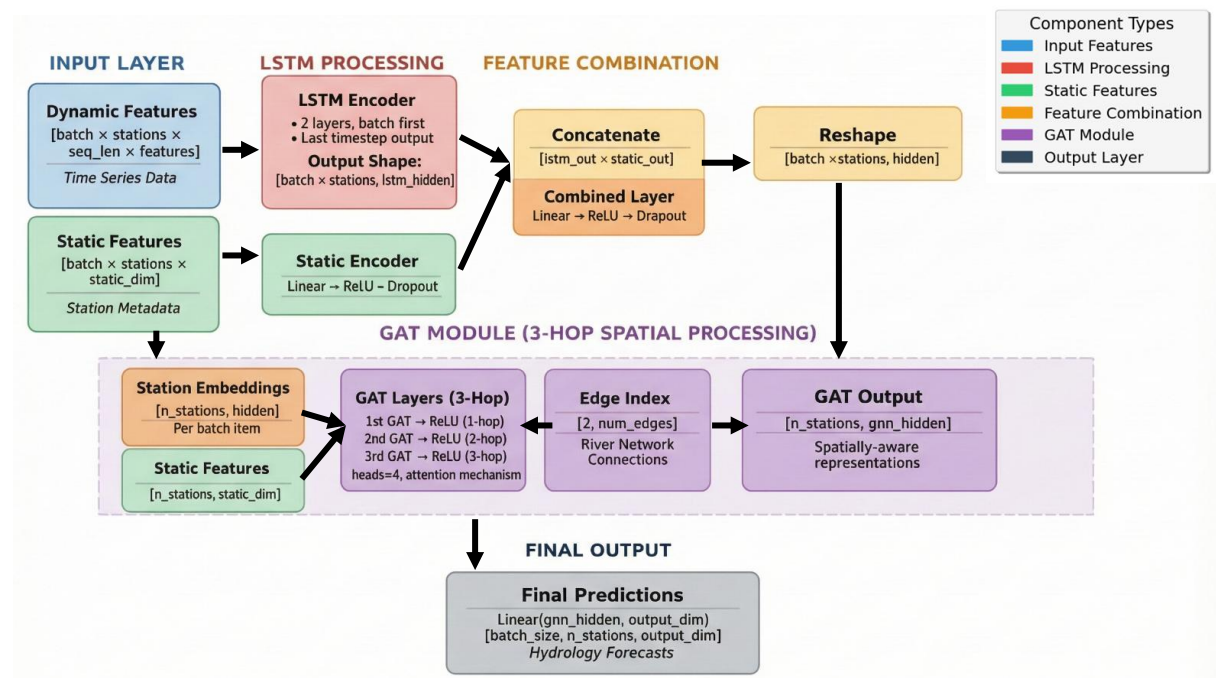 Component Types
Input Features
LSTM Processing
Static Features
Feature Combination
GAT Module
Output Layer
INPUT LAYER
Dynamic Features
[batch × stations ×
seq_len × features]
Time Series Data
Static Features
[batch × stations ×
static_dim]
Station Metadata
LSTM PROCESSING
LSTM Encoder
• 2 layers, batch first
• Last timestep output
Output Shape:
[batch × stations, lstm_hidden]
Static Encoder
Linear → RelU – Dropout
FEATURE COMBINATION
Concatenate
[istm_out × static_out]
Combined Layer
Linear → ReLU → Drapout
Reshape
[batch ×stations, hidden]
GAT MODULE (3-HOP SPATIAL PROCESSING)
Station Embeddings
[n_stations, hidden]
Per batch item
Static Features
[n_stations, static_dim]
GAT Layers (3-Hop)
1st GAT → ReLU (1-hop)
2nd GAT → ReLU (2-hop)
3rd GAT → ReLU (3-hop)
heads=4, attention mechanism
Edge Index
[2, num_edges]
River Network
Connections
GAT Output
[n_stations, gnn_hidden]
Spatially-aware
representations
FINAL OUTPUT
Final Predictions
Linear(gnn_hidden, output_dim)
[batch_size, n_stations, output_dim]
Hydrology Forecasts